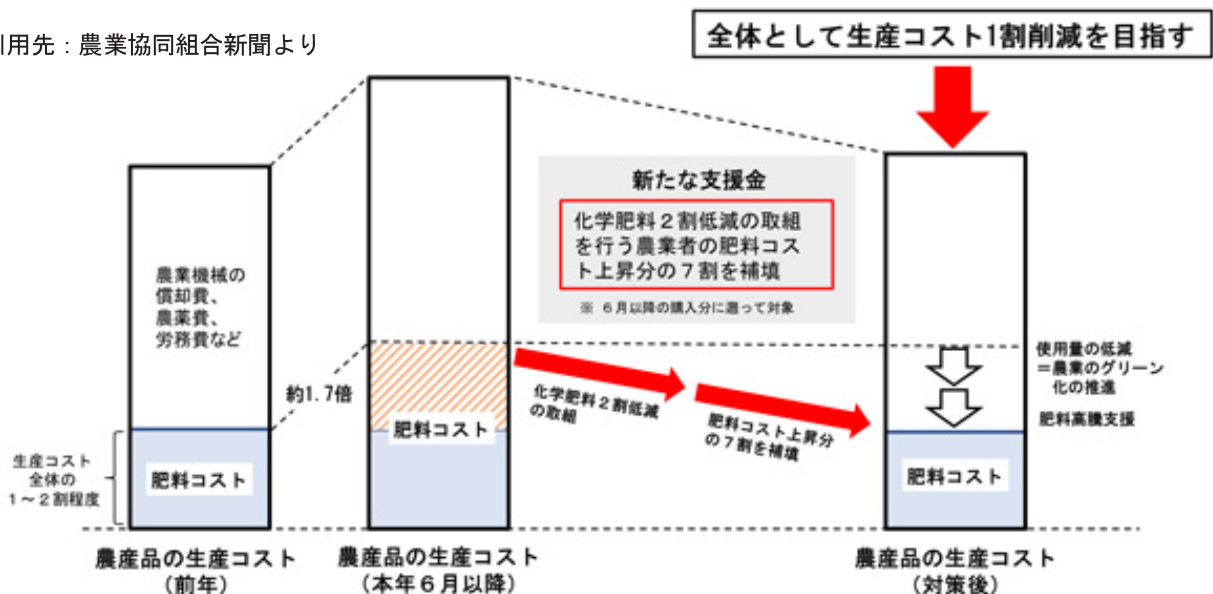 用先：農業協同組合新聞より
全体として生産コスト1割削減を目指す
新たな支援金
化学肥料２割低減の取組
を行う農業者の肥料コス
ト上昇分の７割を補填
※ ６月以降の購入分に遡って対象
農業機械の
償却費、
農薬費、
労務費など
約1.7倍
肥料コスト
生産コスト
全体の
１～２割程度
肥料コスト
化学肥料２割低減
の取組
肥料コスト上昇分
の７割を補填
使用量の低減
＝農業のグリーン
化の推進
肥料高騰支援
肥料コスト
農産品の生産コスト
（前年）
農産品の生産コスト
（本年６月以降）
農産品の生産コスト
（対策後）